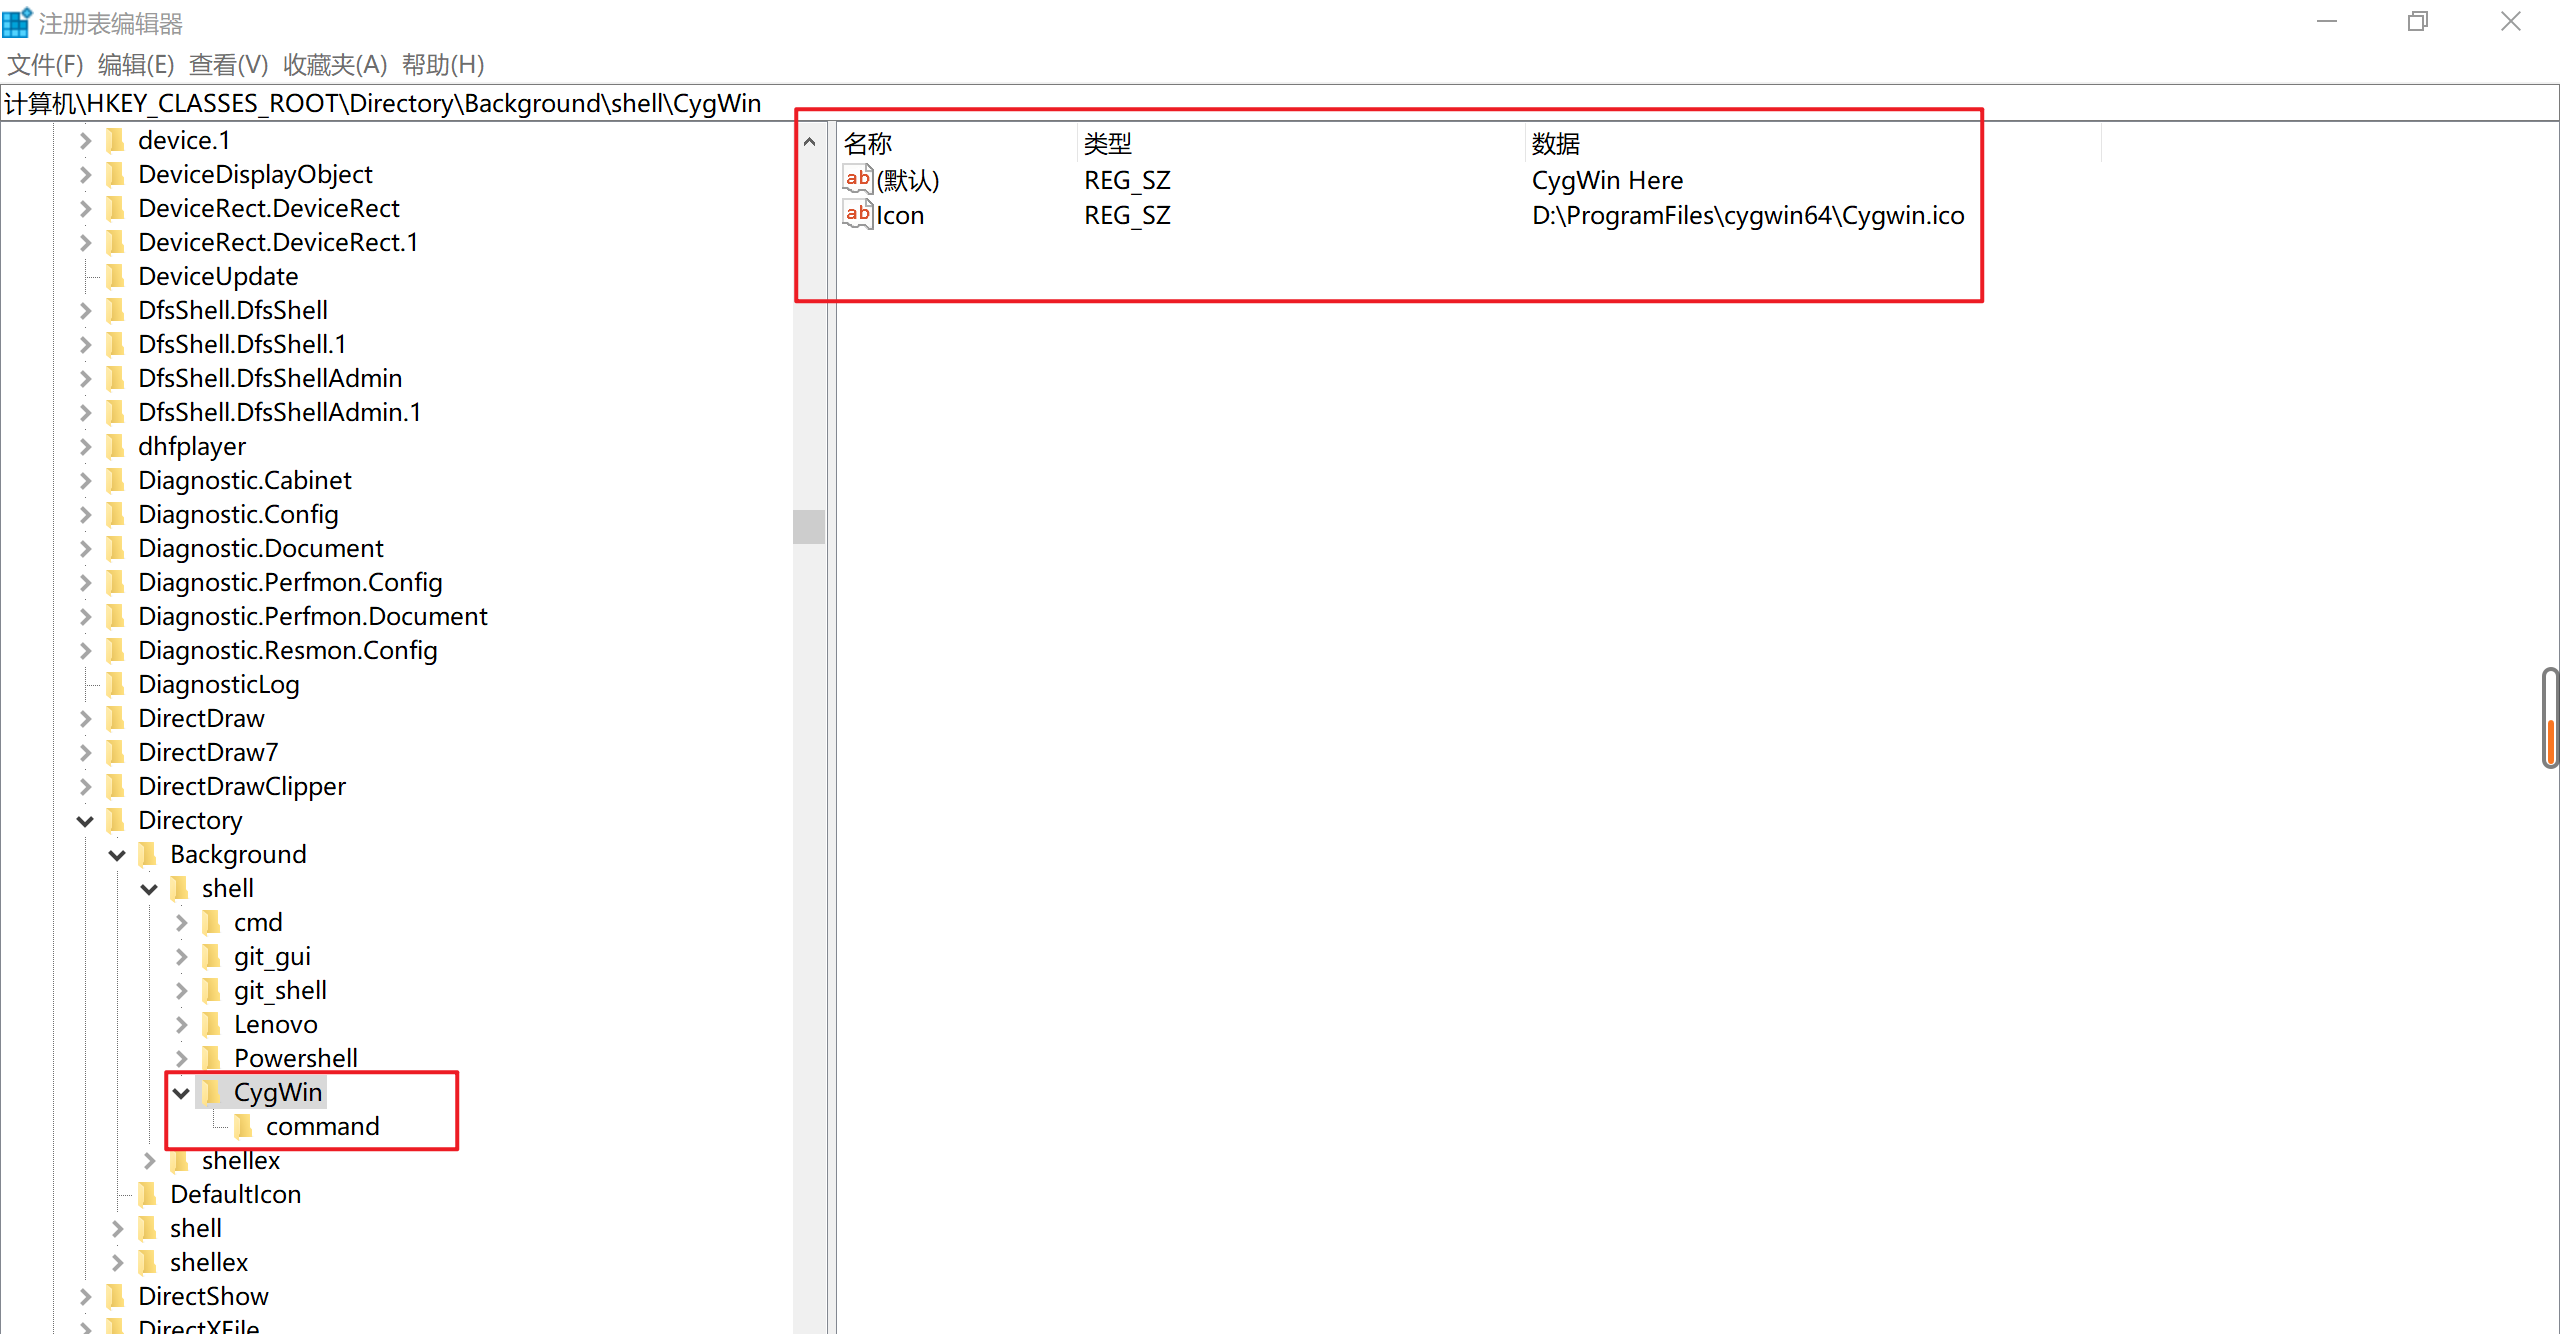 注册表编辑器
文件(F) 编辑(E) 查看(V) 收藏夹(A) 帮助(H)
计算机\HKEY_CLASSES_ROOT\Directory\Background\shell\CygWin
device.1
DeviceDisplayObject
DeviceRect.DeviceRect
DeviceRect.DeviceRect.1
DeviceUpdate
DfsShell.DfsShell
DfsShell.DfsShell.1
DfsShell.DfsShellAdmin
DfsShell.DfsShellAdmin.1
dhfplayer
Diagnostic.Cabinet
Diagnostic.Config
Diagnostic.Document
Diagnostic.Perfmon.Config
Diagnostic.Perfmon.Document
Diagnostic.Resmon.Config
DiagnosticLog
DirectDraw
DirectDraw7
DirectDrawClipper
Directory
Background
shell
cmd
git_gui
git_shell
Lenovo
Powershell
CygWin
command
shellex
DefaultIcon
shell
shellex
DirectShow
DirectXFile
名称 类型 数据
ab (默认) REG_SZ CygWin Here
ab Icon REG_SZ D:\ProgramFiles\cygwin64\Cygwin.ico